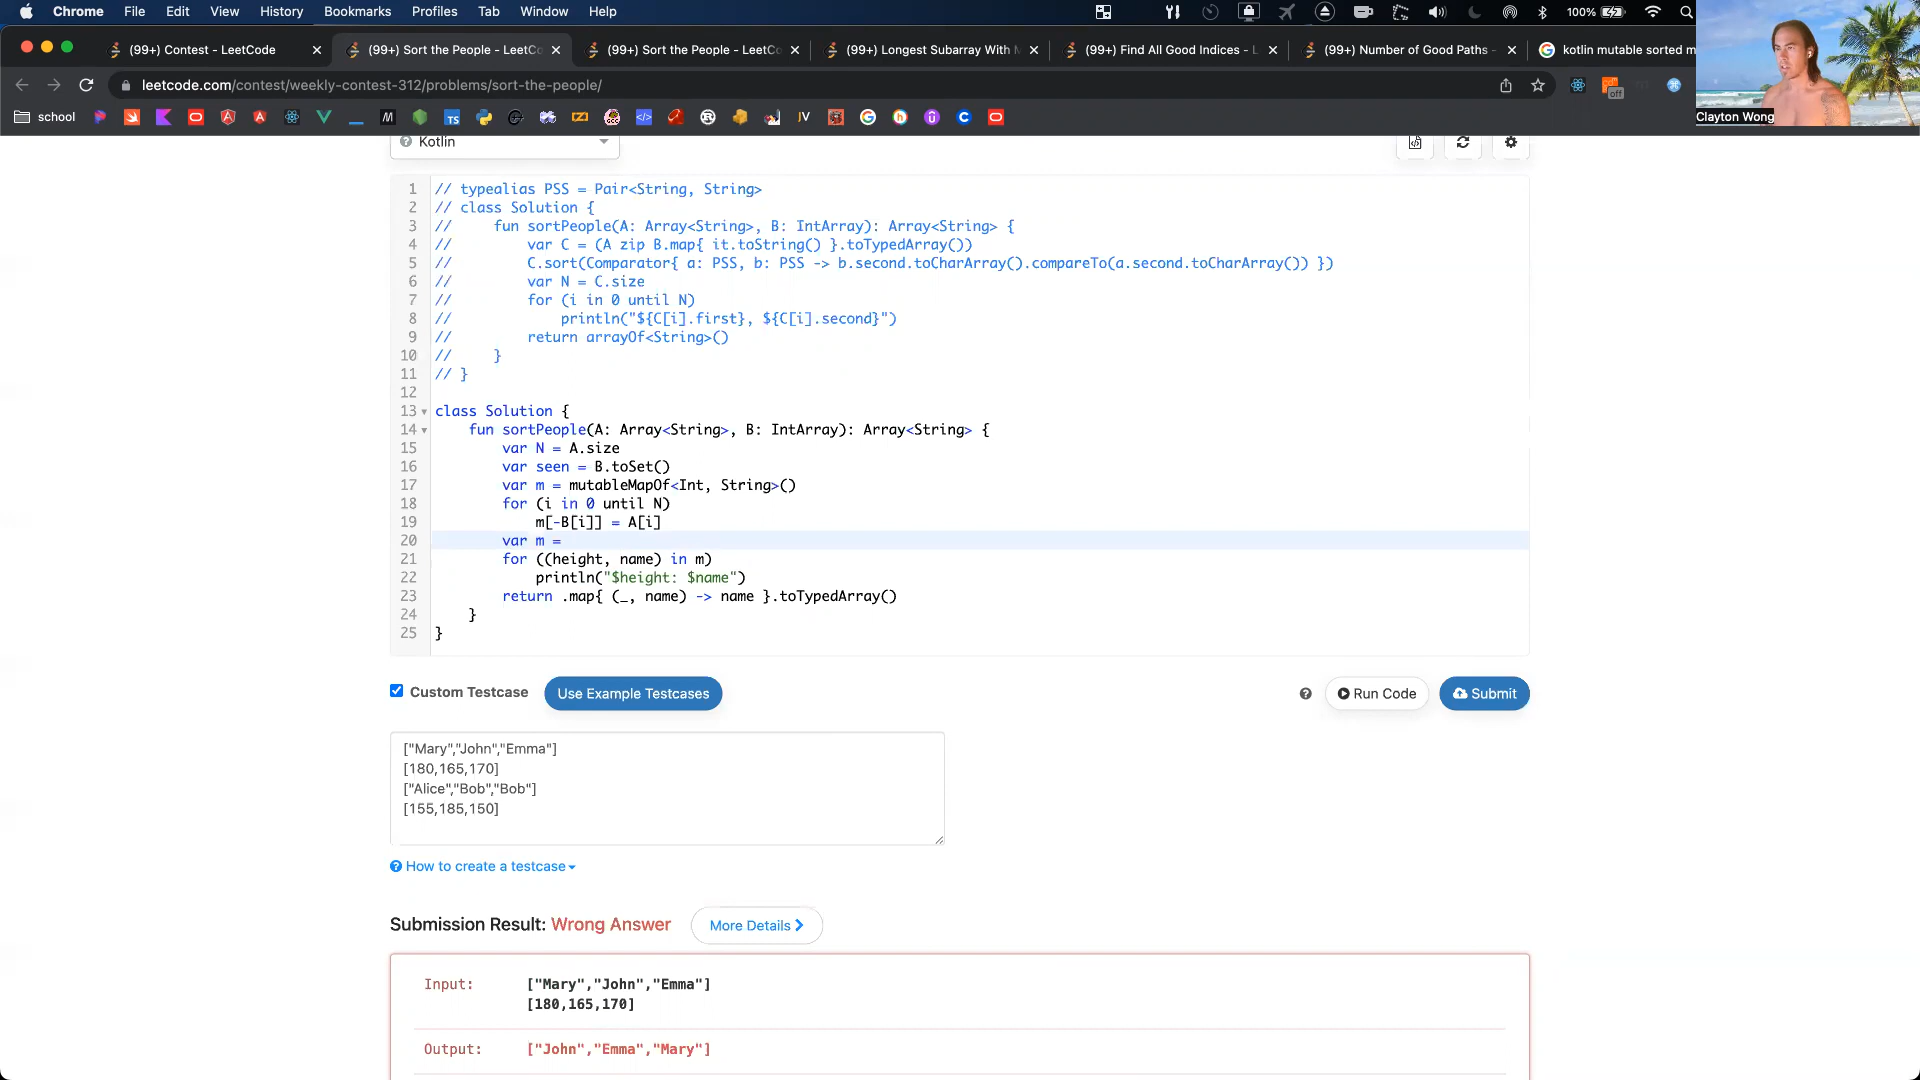 Chrome File Edit View History Bookmarks Profiles Tab Window Help 100%
(99+) Contest - LeetCode
(99+) Sort the People - LeetCo
(99+) Sort the People - LeetCo
(99+) Longest Subarray With M
(99+) Find All Good Indices - L
(99+) Number of Good Paths -
kotlin mutable sorted m
leetcode.com/contest/weekly-contest-312/problems/sort-the-people/
off
Clayton Wong
school
TS
JV
Kotlin
1 // typealias PSS = Pair<String, String>
2 // class Solution {
3 // fun sortPeople(A: Array<String>, B: IntArray): Array<String> {
4 // var C = (A zip B.map{ it.toString() }.toTypedArray())
5 // C.sort(Comparator{ a: PSS, b: PSS -> b.second.toCharArray().compareTo(a.second.toCharArray()) })
6 // var N = C.size
7 // for (i in 0 until N)
8 // println("${C[i].first}, ${C[i].second}")
9 // return arrayOf<String>()
10 // }
11 // }
12
13 class Solution {
14 fun sortPeople(A: Array<String>, B: IntArray): Array<String> {
15 var N = A.size
16 var seen = B.toSet()
17 var m = mutableMapOf<Int, String>()
18 for (i in 0 until N)
19 m[-B[i]] = A[i]
20 var m =
21 for ((height, name) in m)
22 println("$height: $name")
23 return .map{ (_, name) -> name }.toTypedArray()
24 }
25 }
Custom Testcase Use Example Testcases Run Code Submit
["Mary","John","Emma"]
[180,165,170]
["Alice","Bob","Bob"]
[155,185,150]
How to create a testcase
Submission Result: Wrong Answer More Details
Input: ["Mary","John","Emma"]
[180,165,170]
Output: ["John","Emma","Mary"]